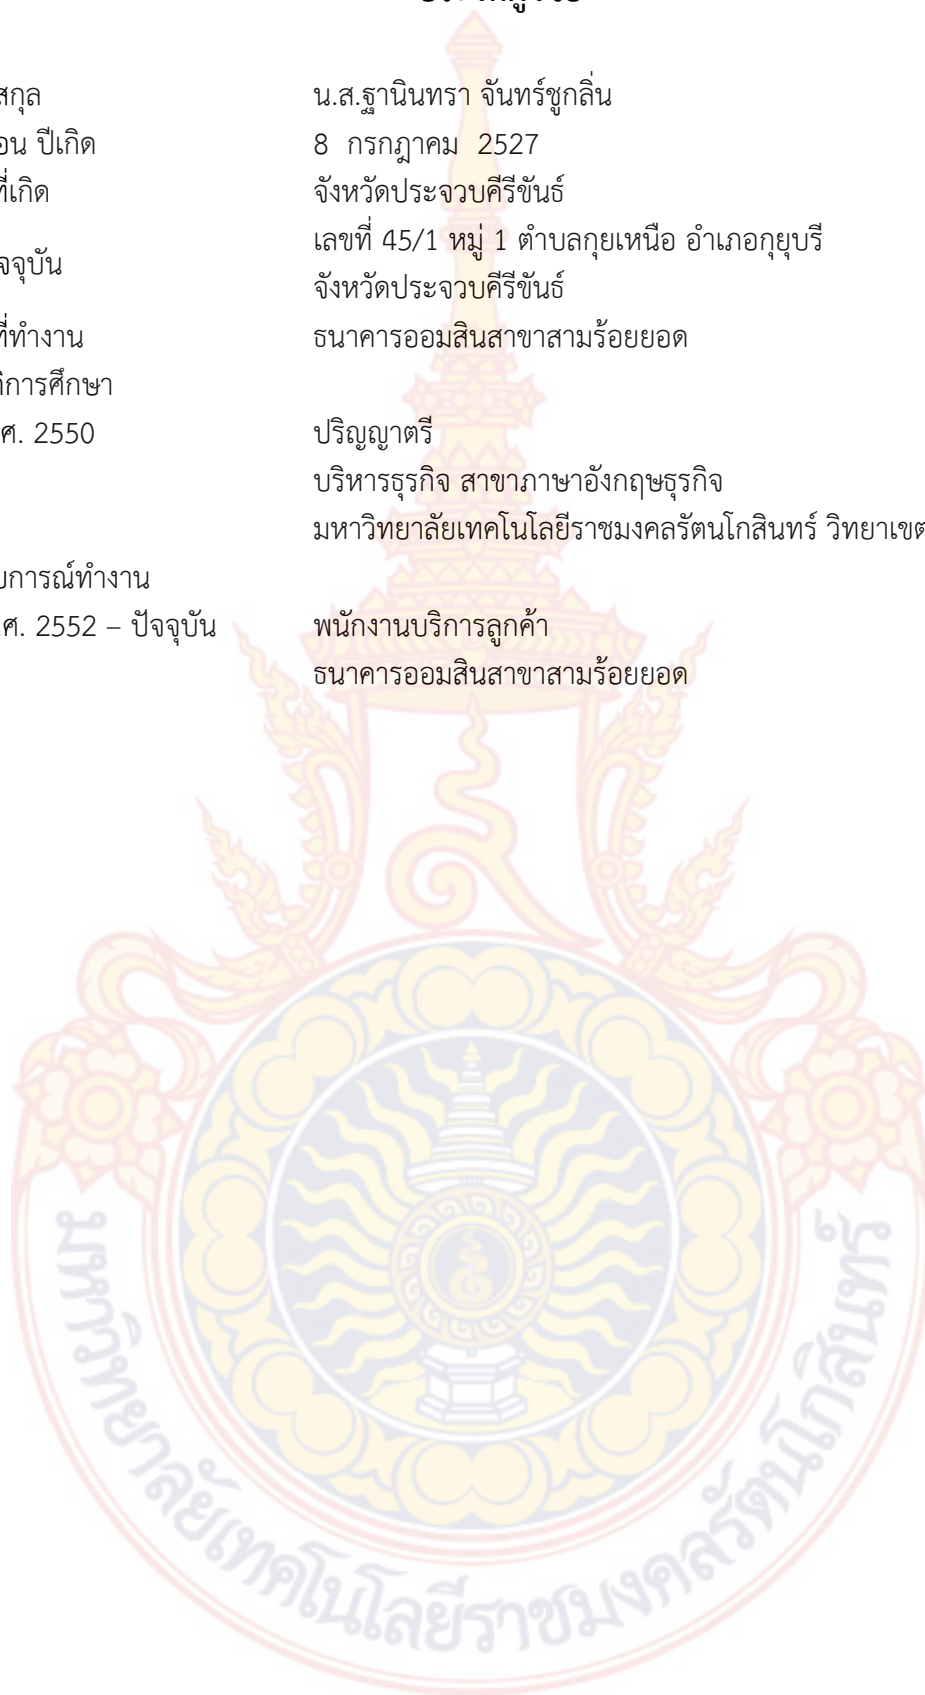 สกุล น.ส.ฐานินทรา จันทร์ชูกลิ่น
ปีเกิด 8 กรกฎาคม 2527
ที่เกิด จังหวัดประจวบคีรีขันธ์
เลขที่ 45/1 หมู่ 1 ตำบลกุยเหนือ อำเภอกุยบุรี
จจุบัน
จังหวัดประจวบคีรีขันธ์
ที่ทำงาน ธนาคารออมสินสาขาสามร้อยยอด
ติการศึกษา
ศ. 2550 ปริญญาตรี
บริหารธุรกิจ สาขาภาษาอังกฤษธุรกิจ
มหาวิทยาลัยเทคโนโลยีราชมงคลรัตนโกสินทร์ วิทยาเขต
บการณ์ทำงาน
.ศ. 2552 – ปัจจุบัน พนักงานบริการลูกค้า
ธนาคารออมสินสาขาสามร้อยยอด
มหาวิทยาลัยเทคโนโลยีราชมงคลรัตนโกสินทร์